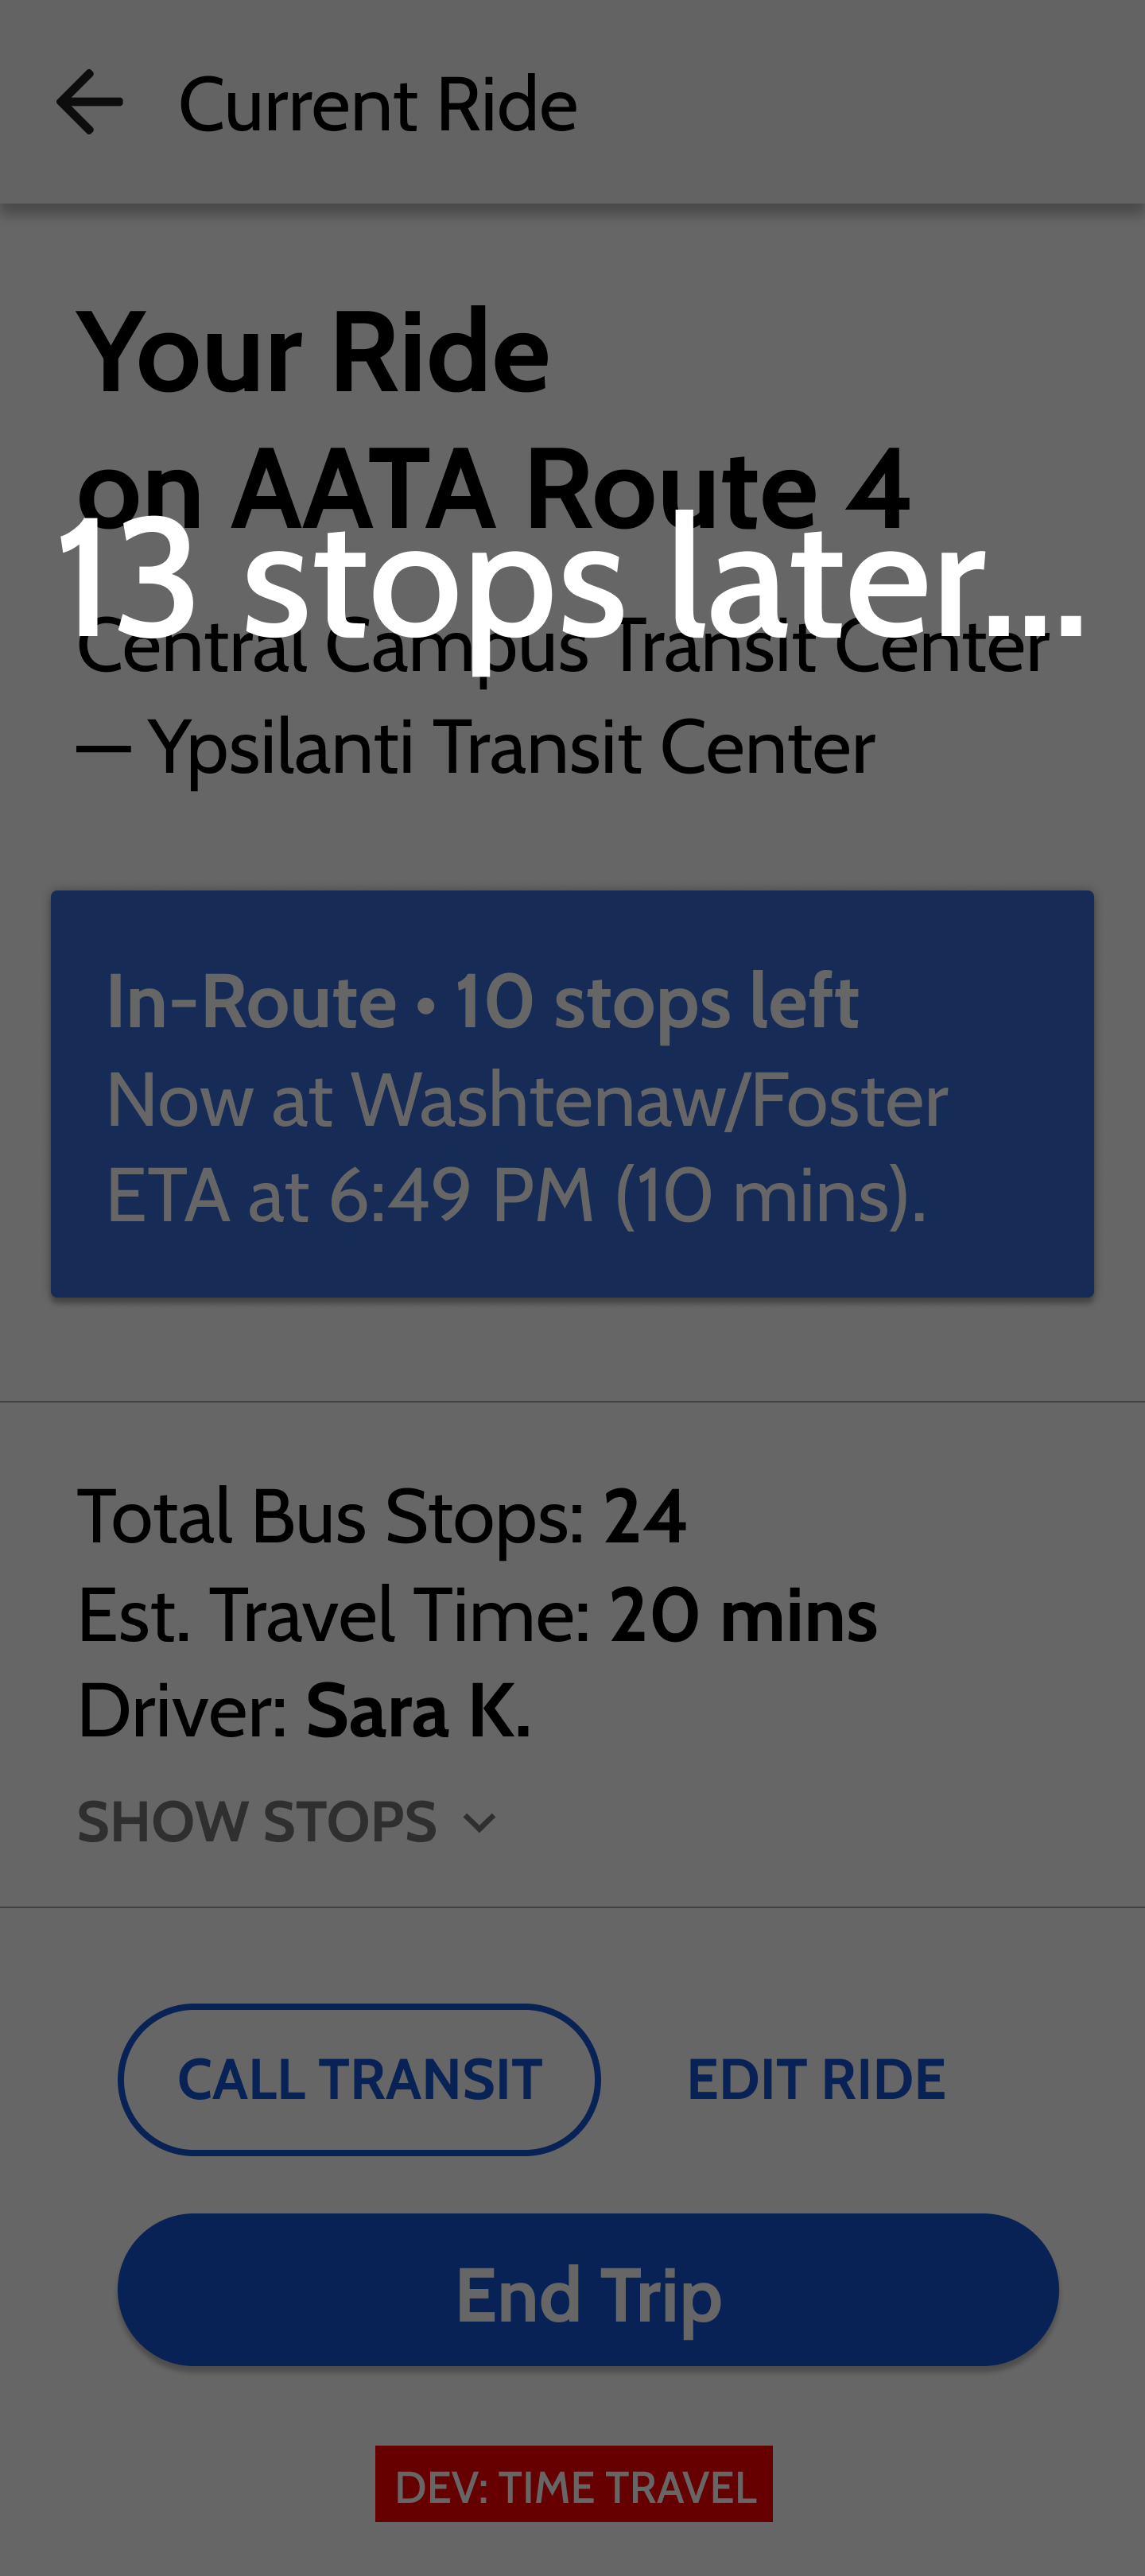 Current Ride
Your Ride
on AATA Route 4
13 stops later...
Central Campus Transit Center
— Ypsilanti Transit Center
In-Route • 10 stops left
Now at Washtenaw/Foster
ETA at 6:49 PM (10 mins).
Total Bus Stops: 24
Est. Travel Time: 20 mins
Driver: Sara K.
SHOW STOPS
CALL TRANSIT
EDIT RIDE
End Trip
DEV: TIME TRAVEL